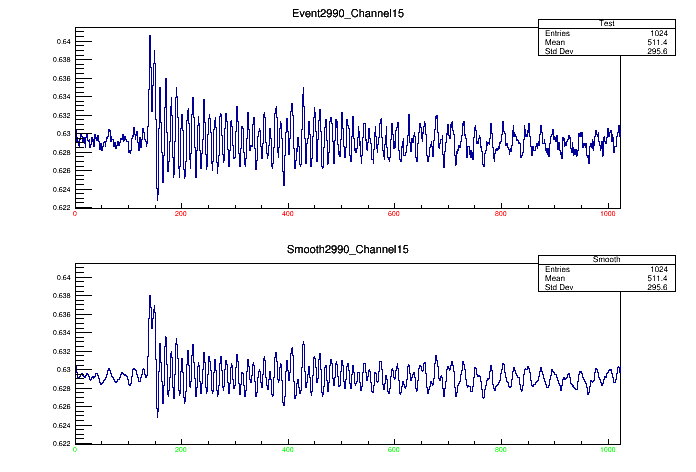 Event2990_Channel15
Test
Entries 1024
Mean 511.4
Std Dev 295.6
0.64
0.638
0.636
0.634
0.632
0.63
0.628
0.626
0.624
0.622
0 200 400 600 800 1000
Smooth2990_Channel15
Smooth
Entries 1024
Mean 511.4
Std Dev 295.6
0.64
0.638
0.636
0.634
0.632
0.63
0.628
0.626
0.624
0.622
0 200 400 600 800 1000